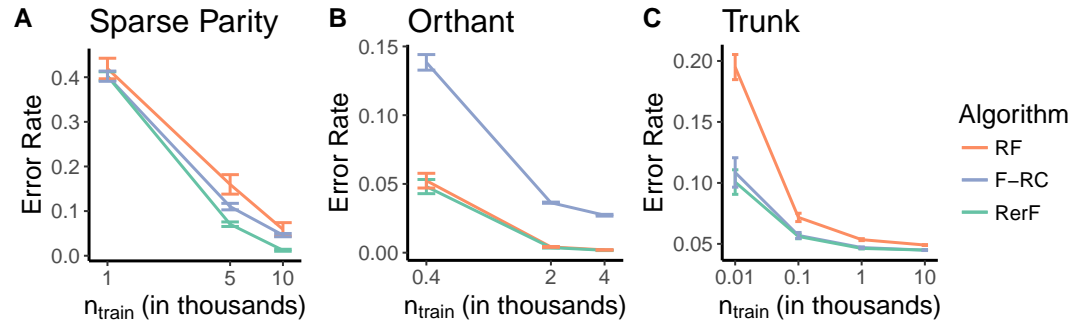 A Sparse Parity
Error Rate
0.4
0.3
0.2
0.1
0.0
1 5 10
n_train (in thousands)
B Orthant
Error Rate
0.15
0.10
0.05
0.00
0.4 2 4
n_train (in thousands)
C Trunk
Error Rate
0.20
0.15
0.10
0.05
0.01 0.1 1 10
n_train (in thousands)
Algorithm
RF
F−RC
RerF